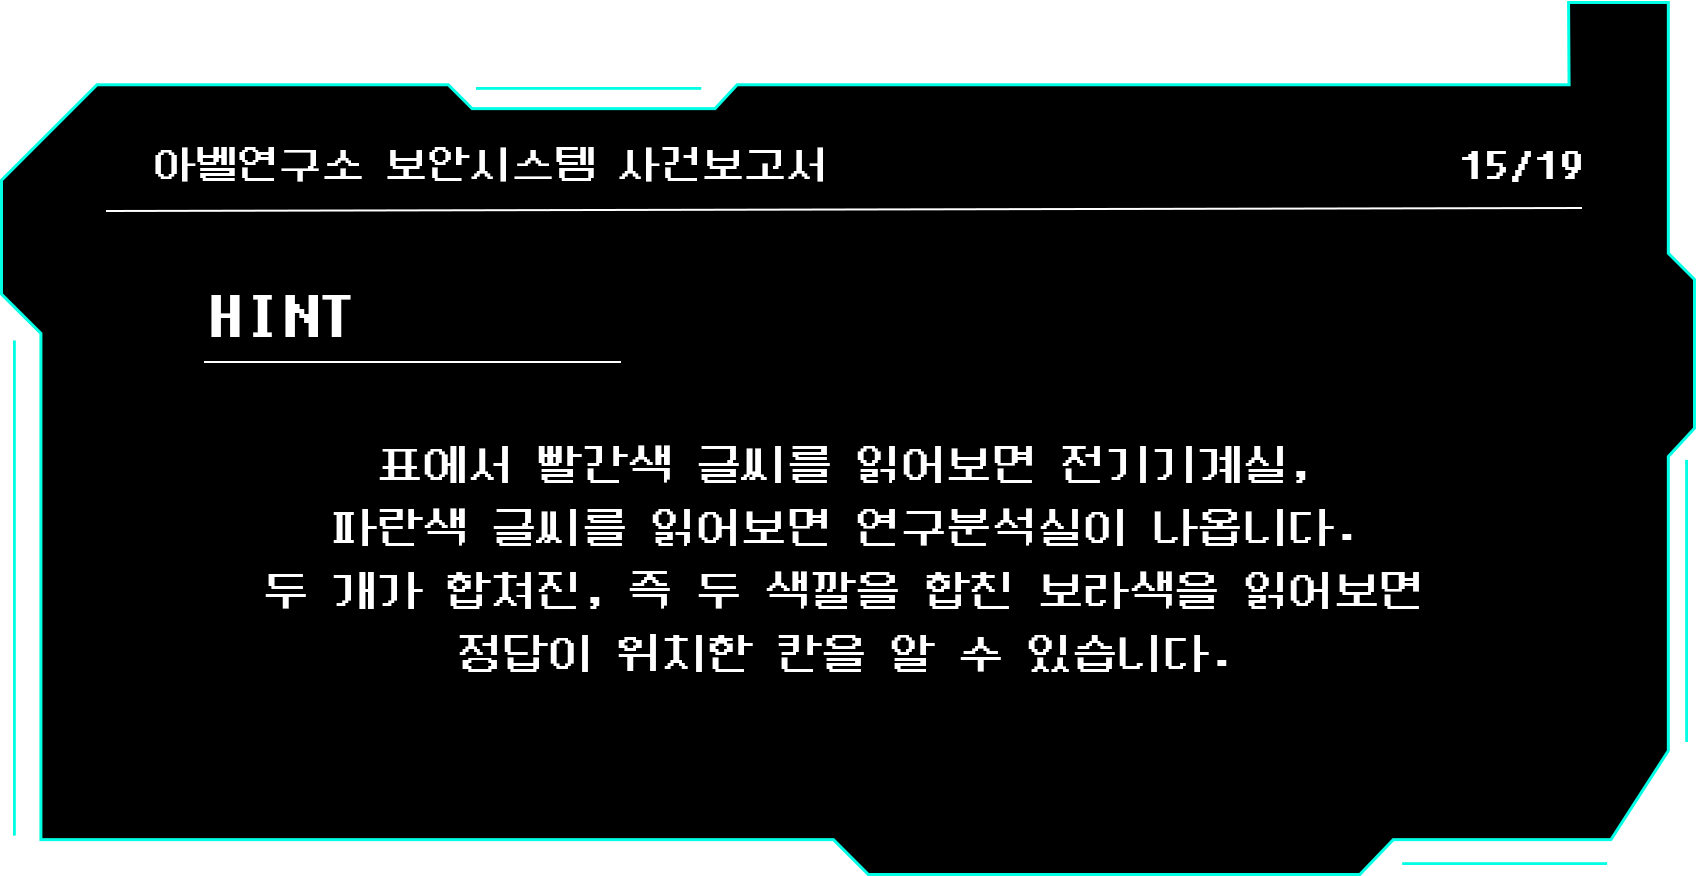 아벨연구소 보안시스템 사건보고서 15/19
HINT
표에서 빨간색 글씨를 읽어보면 전기기계실,
파란색 글씨를 읽어보면 연구분석실이 나옵니다.
두 개가 합쳐진, 즉 두 색깔을 합친 보라색을 읽어보면
정답이 위치한 칸을 알 수 있습니다.